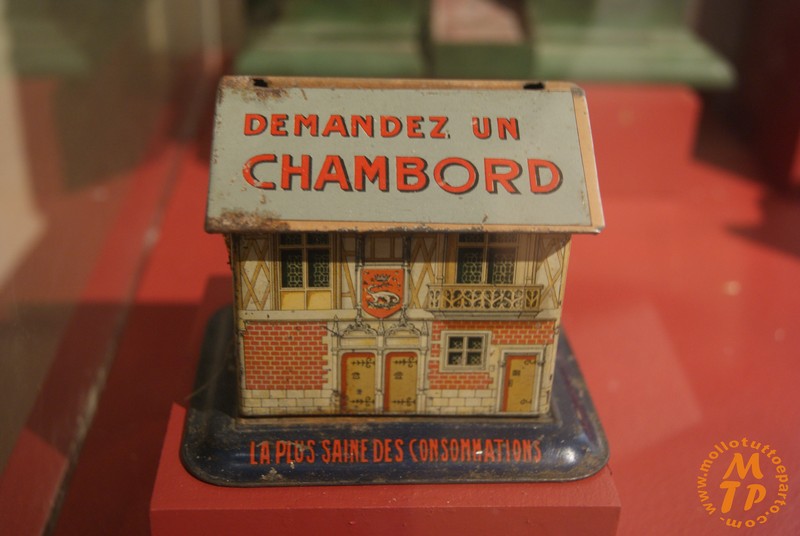 DEMANDEZ UN
CHAMBORD
LA PLUS SAINE DES CONSOMMATIONS
www.mollotuttoeparto.com
MTP